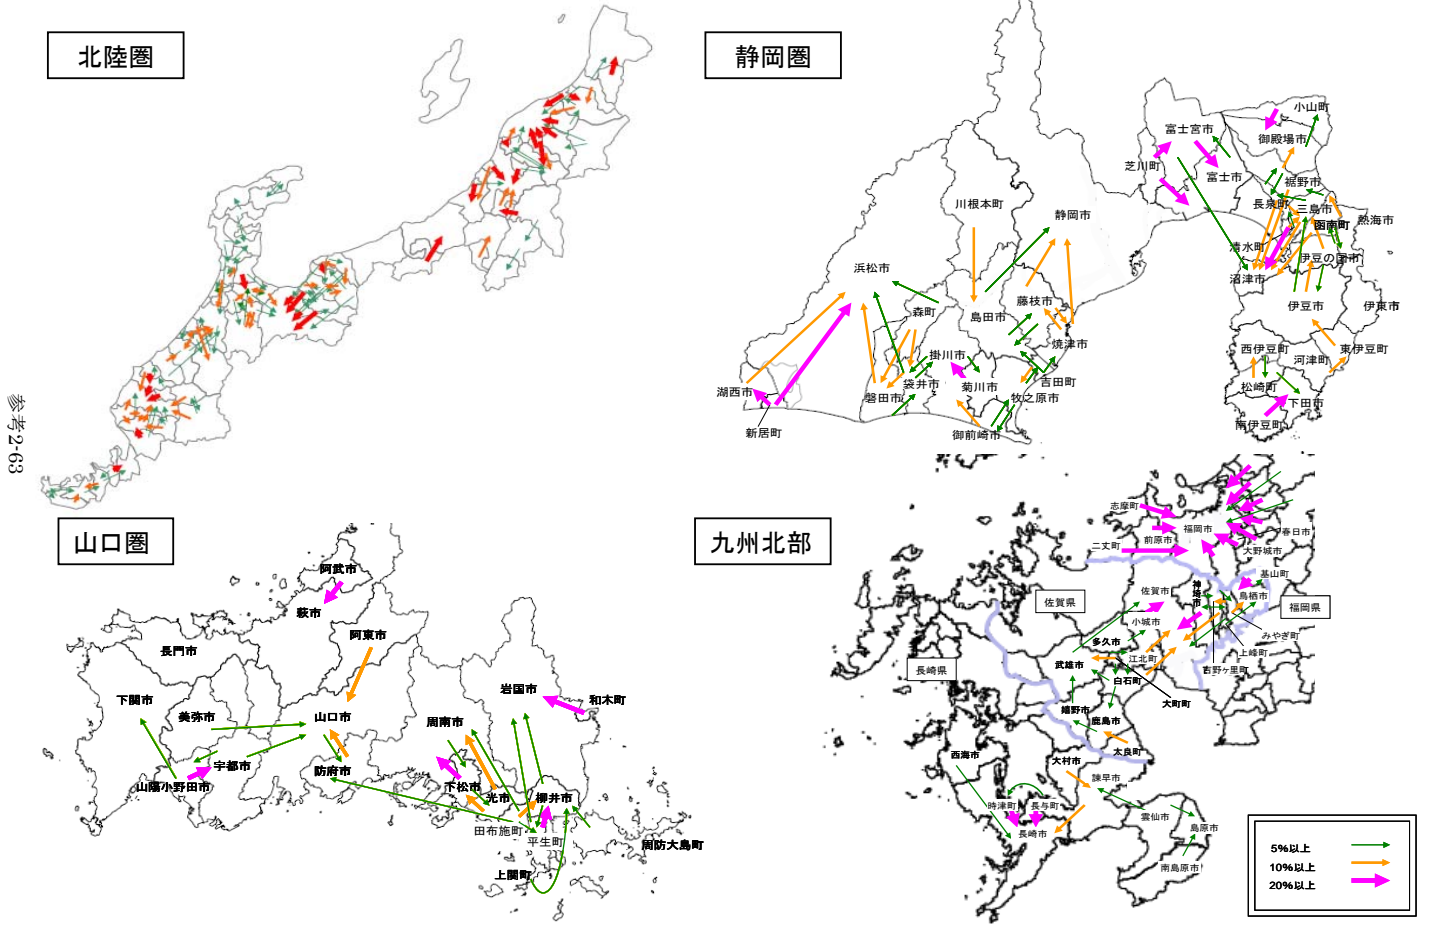 北陸圏
静岡圏
小山町
富士宮市
御殿場市
芝川町
富士市
裾野市
長泉町
三島市
熱海市
函南町
清水町
伊豆の国市
沼津市
伊豆市
伊東市
西伊豆町
東伊豆町
河津町
松崎町
下田市
南伊豆町
川根本町
静岡市
浜松市
藤枝市
森町
島田市
焼津市
掛川市
袋井市
菊川市
吉田町
湖西市
磐田市
牧之原市
新居町
御前崎市
参考2-63
山口圏
阿武市
萩市
阿東市
長門市
下関市
美弥市
山口市
周南市
岩国市
和木町
宇都市
防府市
山陽小野田市
下松市
光市
柳井市
田布施町
平生町
周防大島町
上関町
九州北部
志摩町
福岡市
前原市
二丈町
春日市
大野城市
基山町
佐賀県
佐賀市
神埼市
鳥栖市
福岡県
小城市
みやぎ町
多久市
上峰町
江北町
吉野ヶ里町
武雄市
長崎県
白石町
大町町
嬉野市
鹿島市
太良町
西海市
大村市
諫早市
時津町
長与町
雲仙市
長崎市
島原市
南島原市
5%以上
10%以上
20%以上